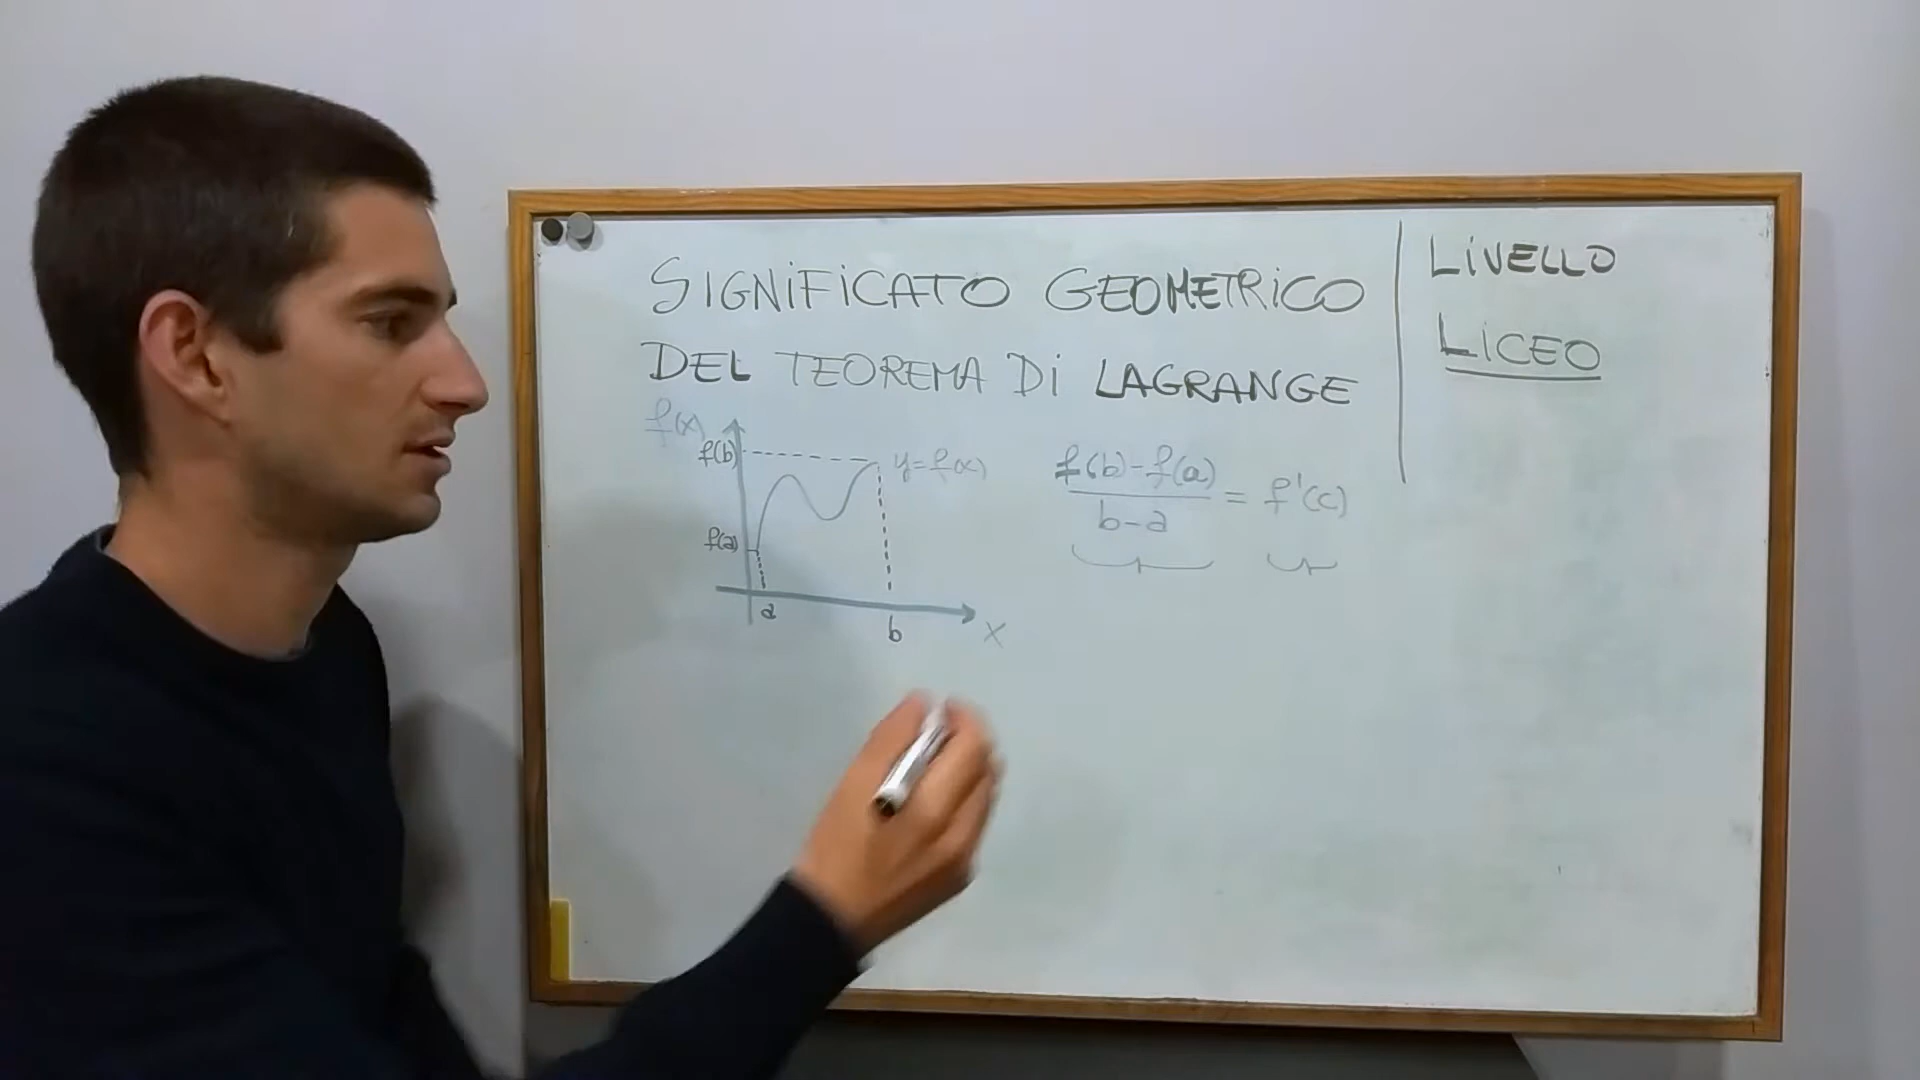 SIGNIFICATO GEOMETRICO
DEL TEOREMA Di LAGRANGE
LIVELLO
LICEO
f(x)
f(b)
y=f(x)
f(a)
a
b
x
f(b)-f(a)
b-a
= f'(c)